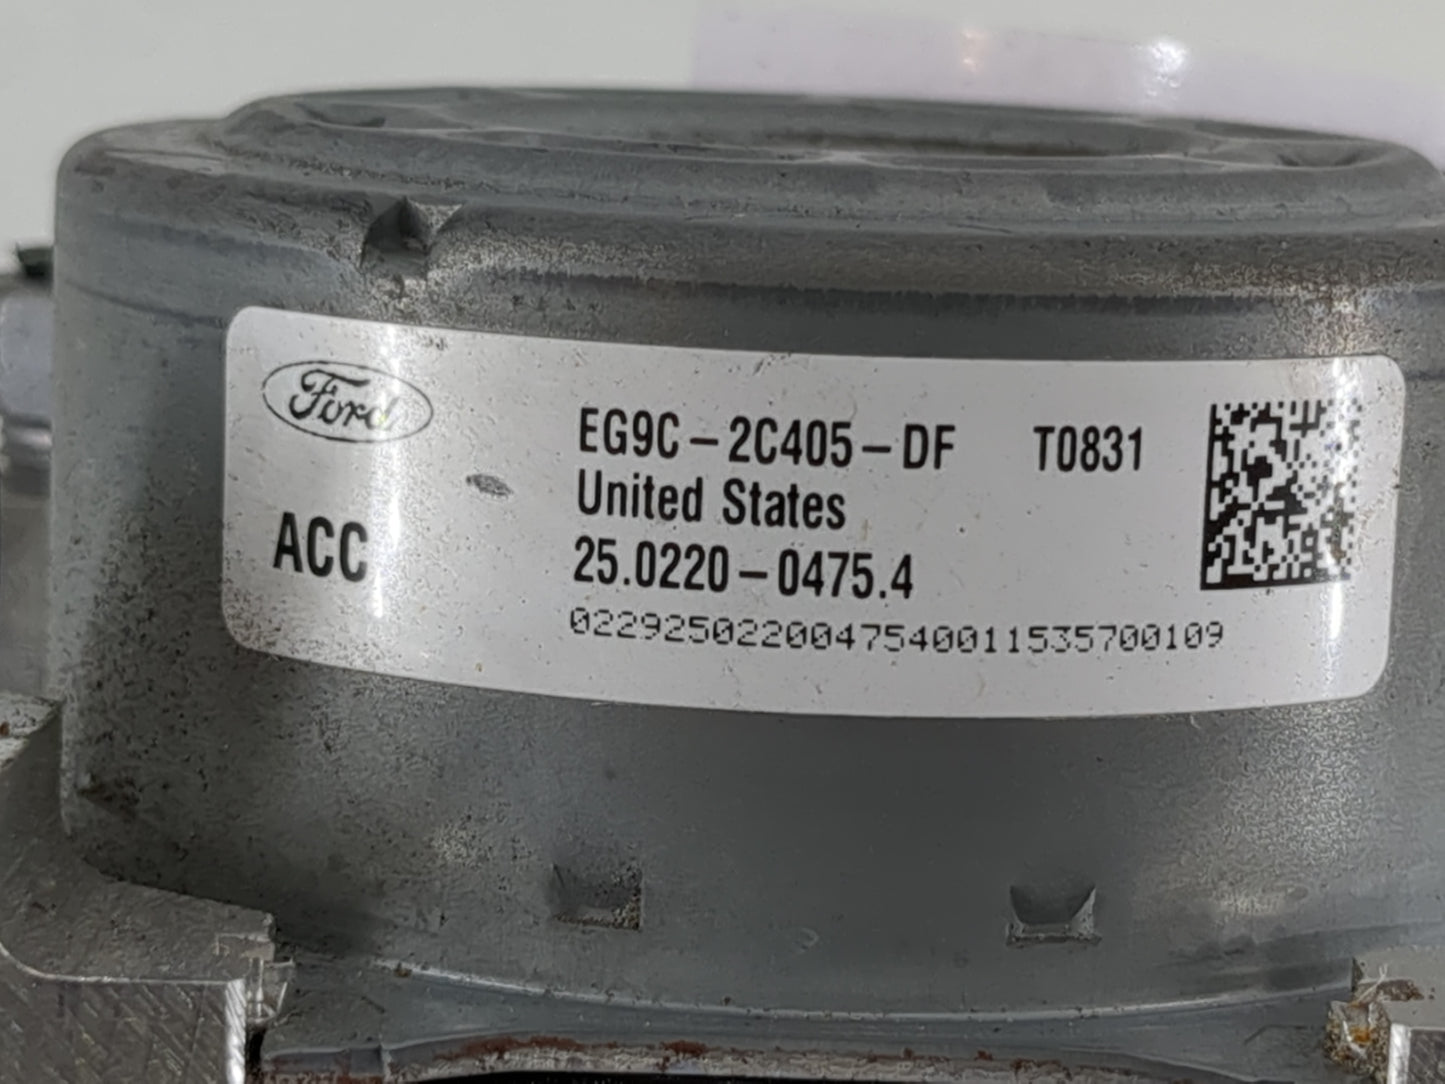 Ford
EG9C-2C405-DF T0831
United States
ACC
25.0220-0475.4
0229250220047540011535700109